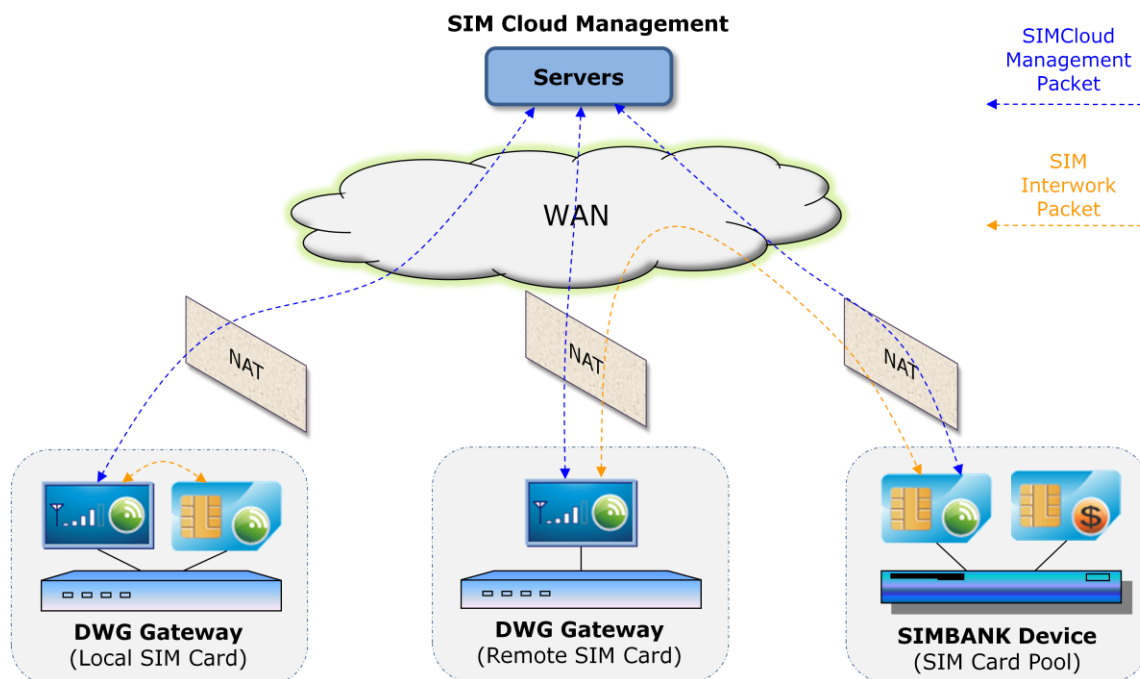 SIM Cloud Management
Servers
SIMCloud
Management
Packet
SIM
Interwork
Packet
WAN
NAT
NAT
NAT
DWG Gateway
(Local SIM Card)
DWG Gateway
(Remote SIM Card)
SIMBANK Device
(SIM Card Pool)
$